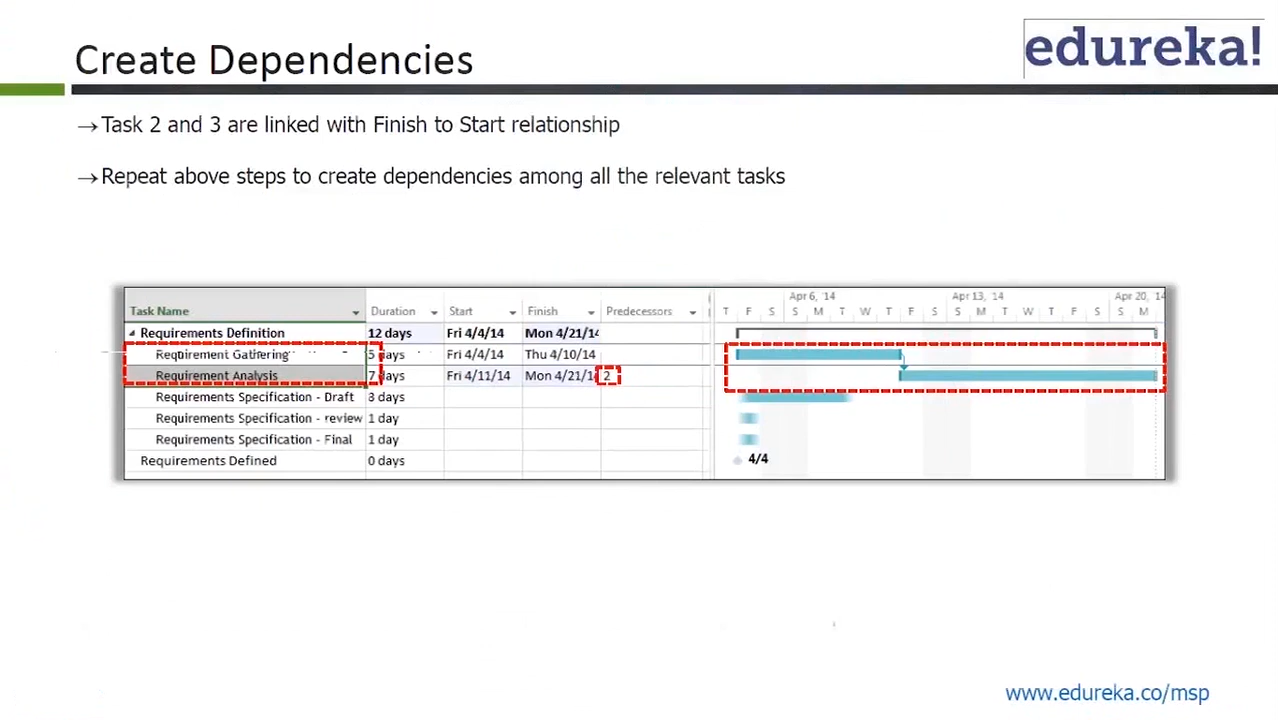 Create Dependencies
edureka!
→Task 2 and 3 are linked with Finish to Start relationship
→Repeat above steps to create dependencies among all the relevant tasks
Apr 6, '14 Apr 13, '14 Apr 20, '14
Task Name Duration Start Finish Predecessors T F S S M T W T F S S M T W T F S S M
Requirements Definition 12 days Fri 4/4/14 Mon 4/21/14
Requirement Gathering 5 days Fri 4/4/14 Thu 4/10/14
Requirement Analysis 7 days Fri 4/11/14 Mon 4/21/14 2
Requirements Specification - Draft 3 days
Requirements Specification - review 1 day
Requirements Specification - Final 1 day
Requirements Defined 0 days 4/4
www.edureka.co/msp